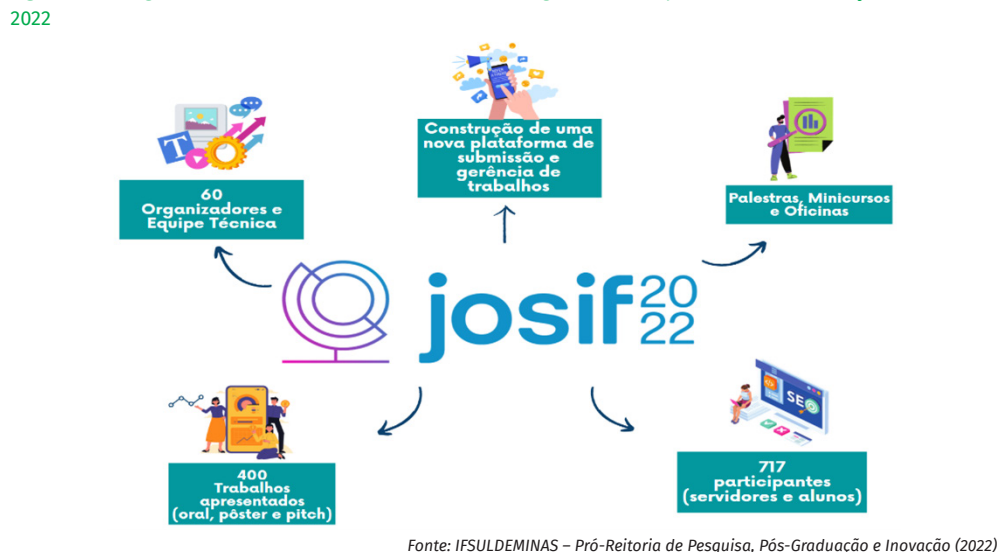 2022
Construção de uma
nova plataforma de
submissão e
gerência de
trabalhos
60
Organizadores e
Equipe Técnica
Palestras, Minicursos
e Oficinas
josif 20
22
SEO
400
Trabalhos
apresentados
(oral, pôster e pitch)
717
participantes
(servidores e alunos)
Fonte: IFSULDEMINAS – Pró-Reitoria de Pesquisa, Pós-Graduação e Inovação (2022)